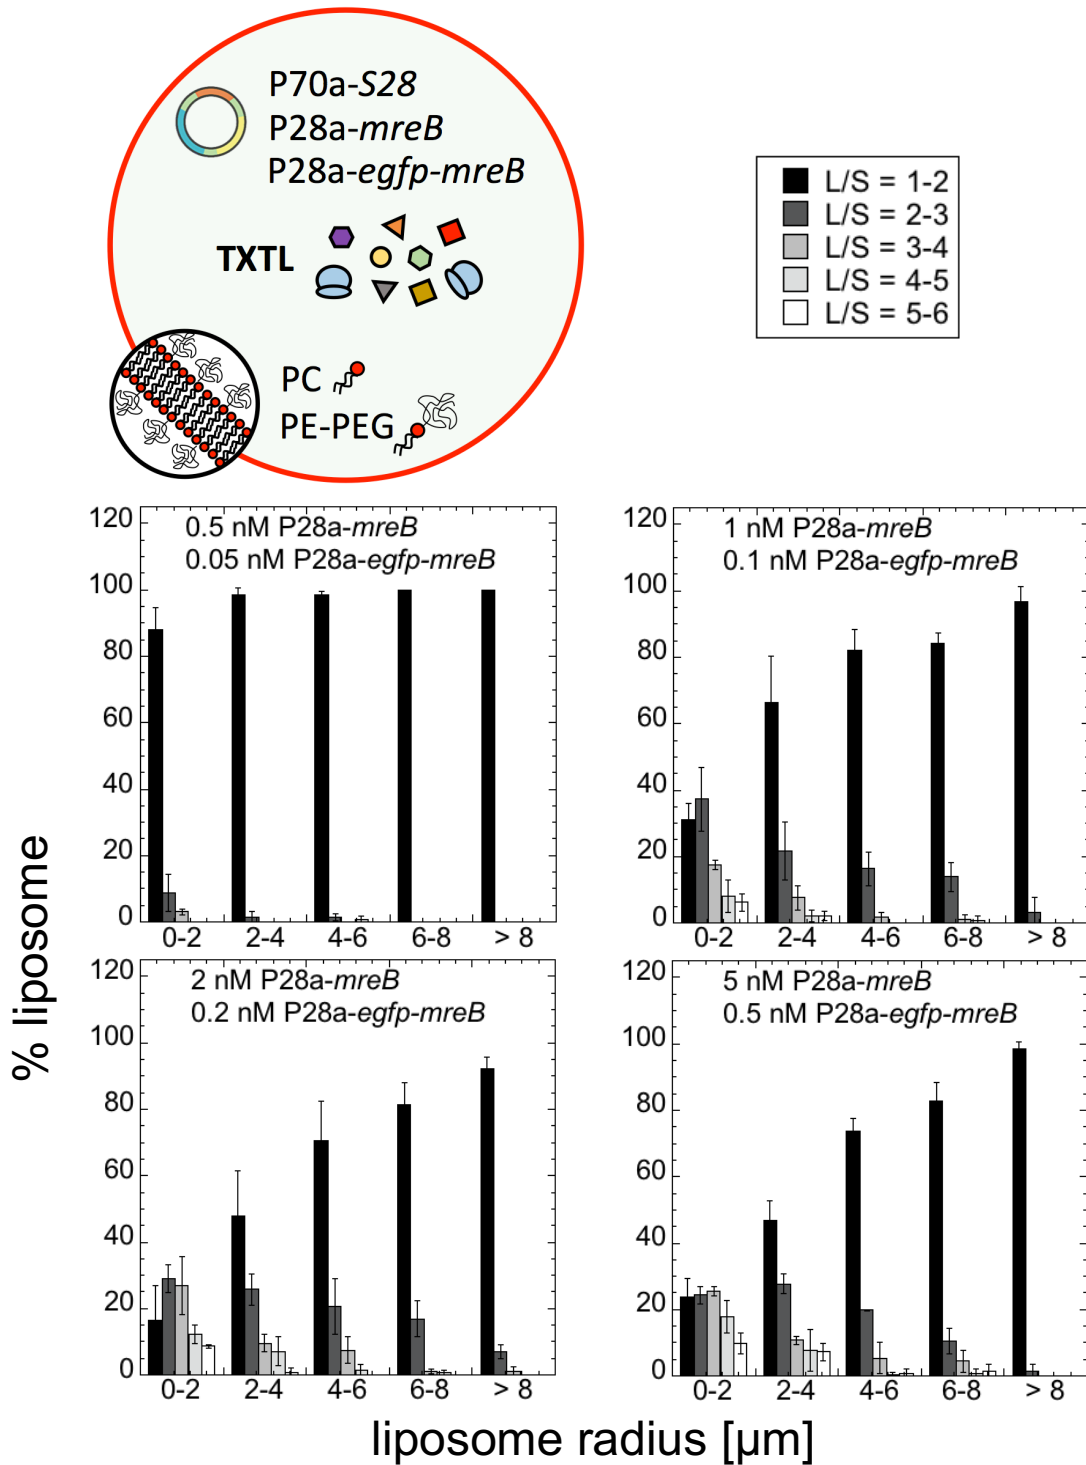 P70a-S28
P28a-mreB
P28a-egfp-mreB
TXTL
PC
PE-PEG
L/S = 1-2
L/S = 2-3
L/S = 3-4
L/S = 4-5
L/S = 5-6
% liposome
120
100
80
60
40
20
0
0.5 nM P28a-mreB
0.05 nM P28a-egfp-mreB
0-2 2-4 4-6 6-8 > 8
120
100
80
60
40
20
0
1 nM P28a-mreB
0.1 nM P28a-egfp-mreB
0-2 2-4 4-6 6-8 > 8
120
100
80
60
40
20
0
2 nM P28a-mreB
0.2 nM P28a-egfp-mreB
0-2 2-4 4-6 6-8 > 8
120
100
80
60
40
20
0
5 nM P28a-mreB
0.5 nM P28a-egfp-mreB
0-2 2-4 4-6 6-8 > 8
liposome radius [µm]